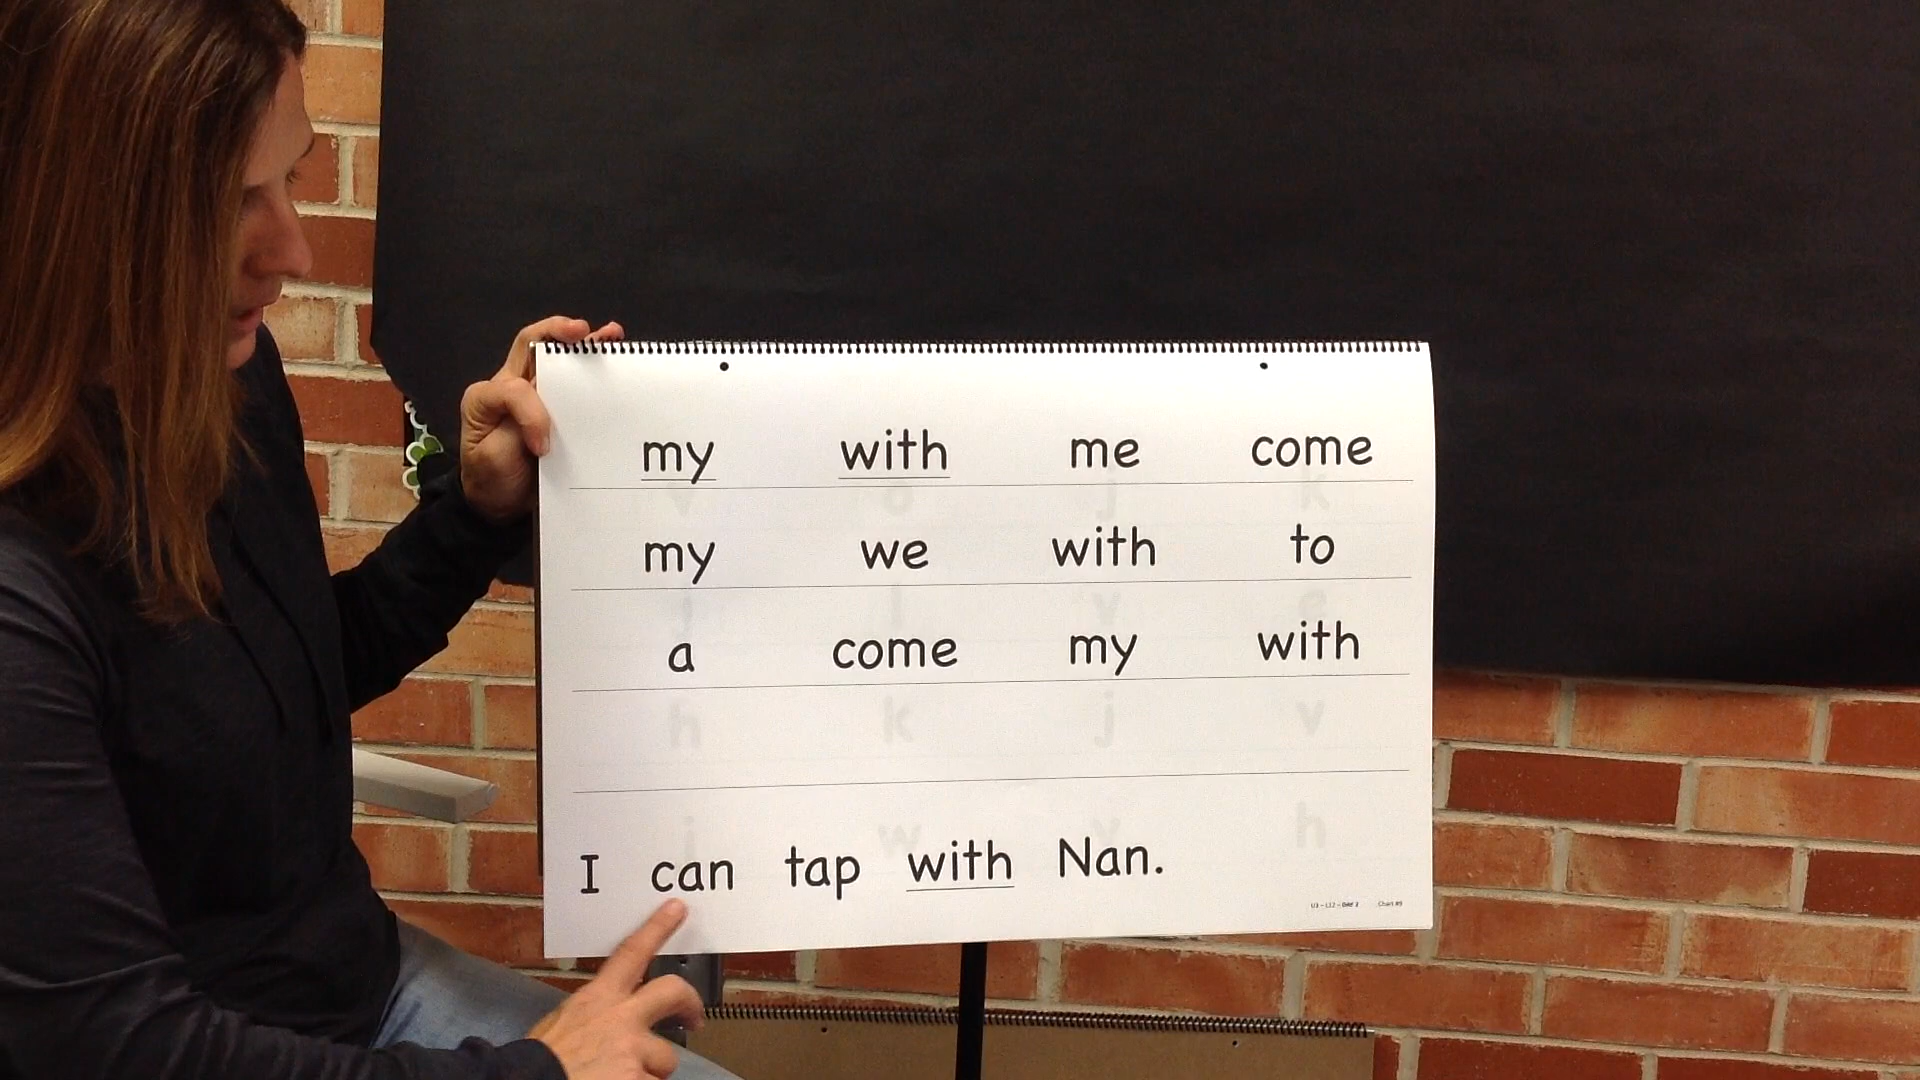 my with me come
my we with to
a come my with
I can tap with Nan.